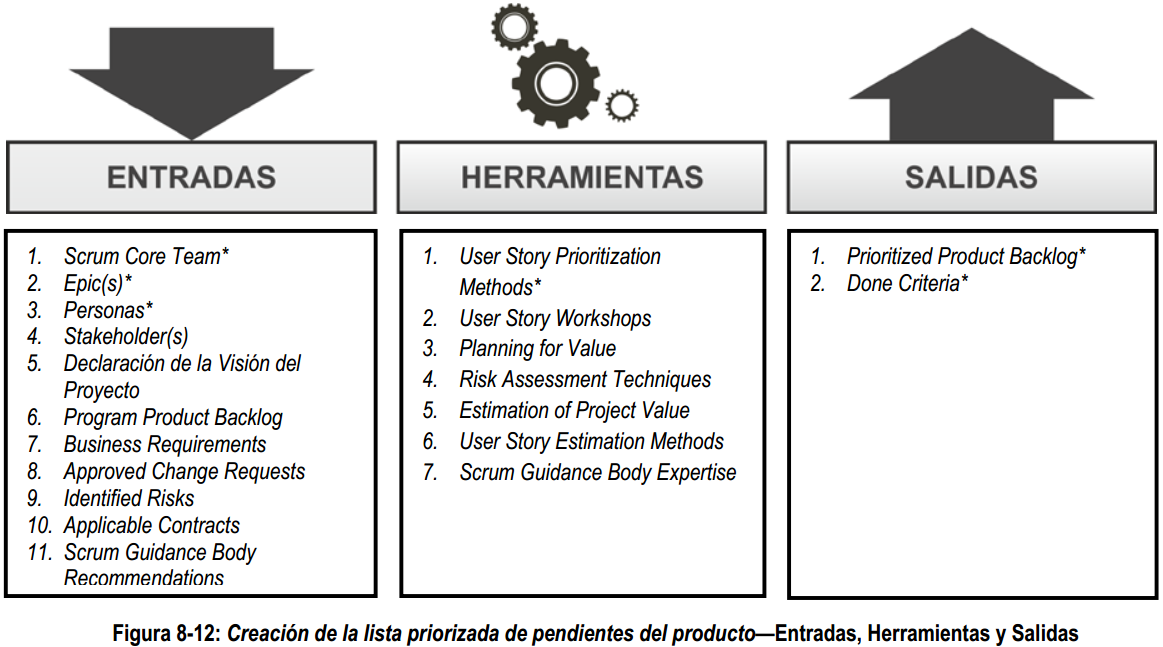 ENTRADAS
1. Scrum Core Team*
2. Epic(s)*
3. Personas*
4. Stakeholder(s)
5. Declaración de la Visión del
Proyecto
6. Program Product Backlog
7. Business Requirements
8. Approved Change Requests
9. Identified Risks
10. Applicable Contracts
11. Scrum Guidance Body
Recommendations
HERRAMIENTAS
1. User Story Prioritization
Methods*
2. User Story Workshops
3. Planning for Value
4. Risk Assessment Techniques
5. Estimation of Project Value
6. User Story Estimation Methods
7. Scrum Guidance Body Expertise
SALIDAS
1. Prioritized Product Backlog*
2. Done Criteria*
Figura 8-12: Creación de la lista priorizada de pendientes del producto—Entradas, Herramientas y Salidas